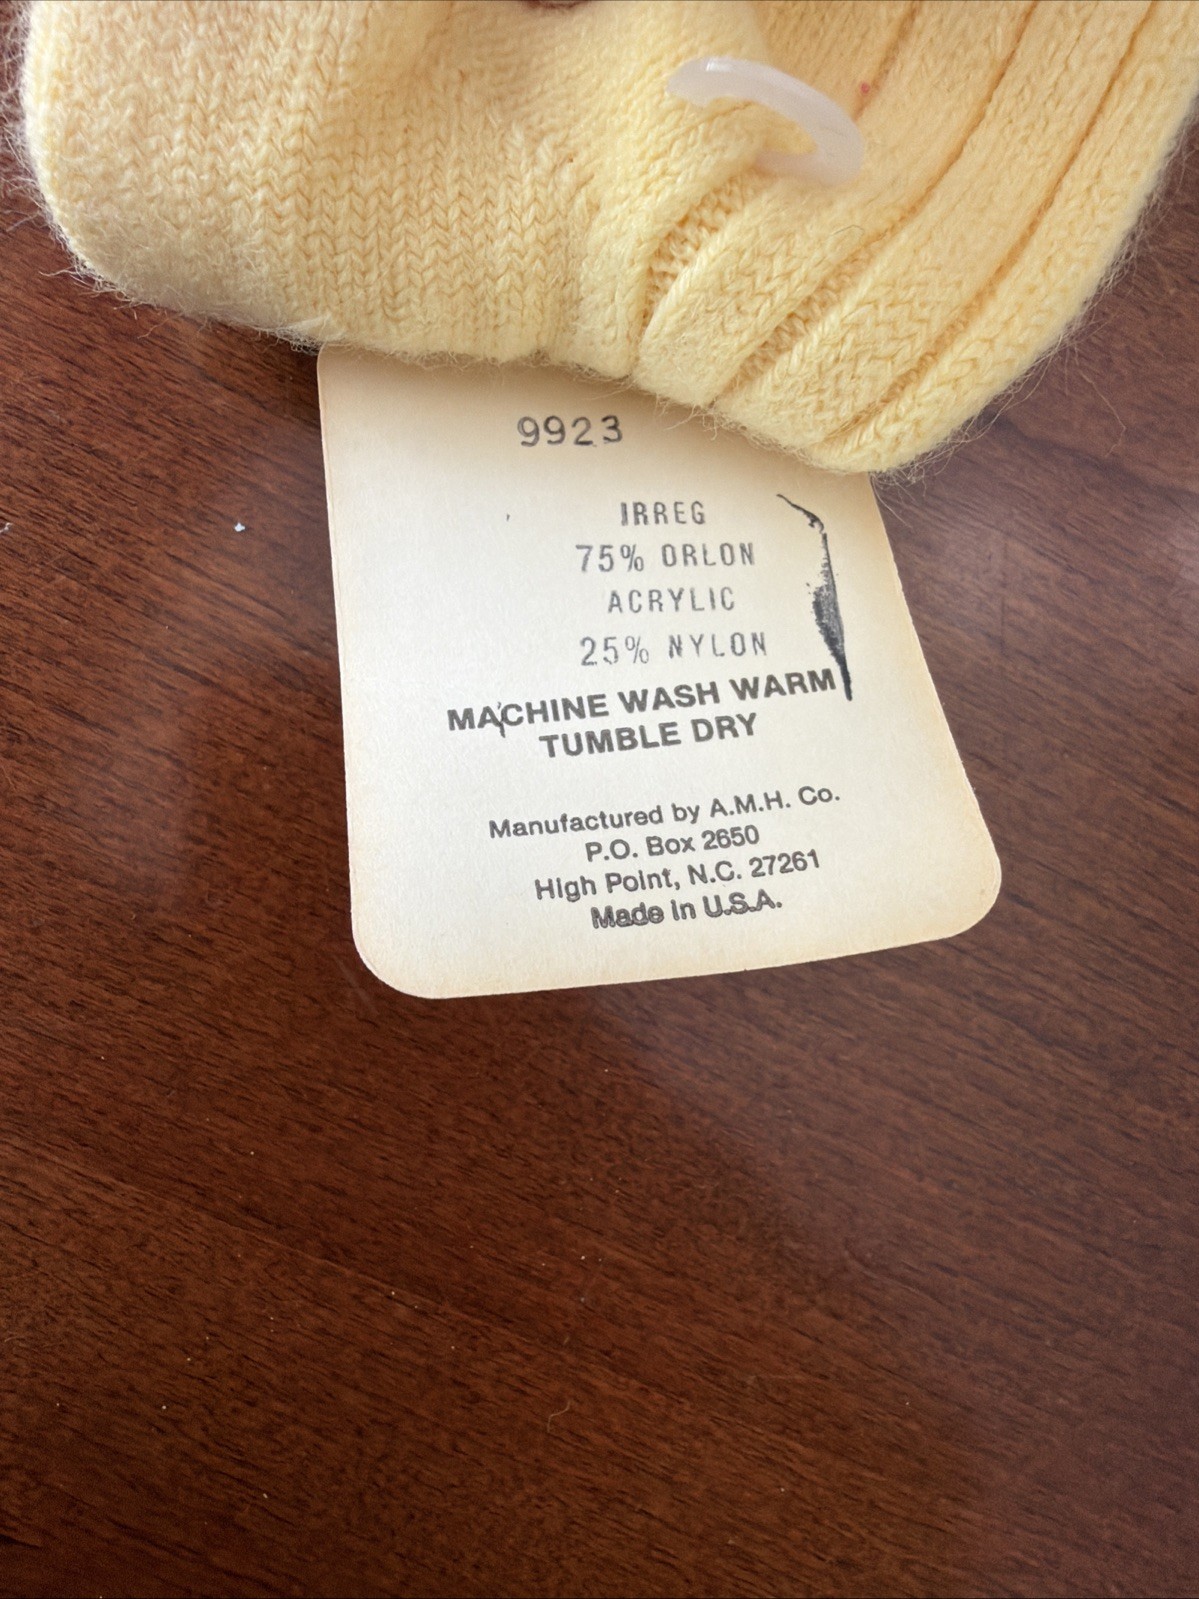 9923
IRREG
75% ORLON
ACRYLIC
25% NYLON
MACHINE WASH WARM
TUMBLE DRY
Manufactured by A.M.H. Co.
P.O. Box 2650
High Point, N.C. 27261
Made in U.S.A.